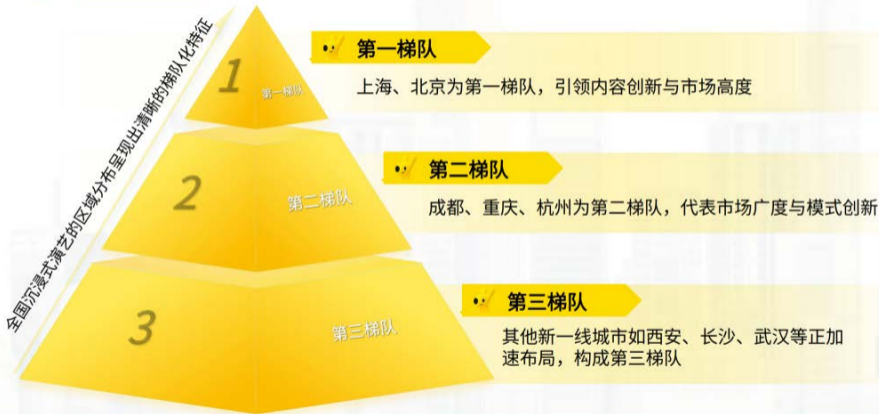 全国沉浸式演艺的区域分布呈现出清晰的梯队化特征
1
第一梯队
第一梯队
上海、北京为第一梯队，引领内容创新与市场高度
2
第二梯队
第二梯队
成都、重庆、杭州为第二梯队，代表市场广度与模式创新
3
第三梯队
第三梯队
其他新一线城市如西安、长沙、武汉等正加
速布局，构成第三梯队